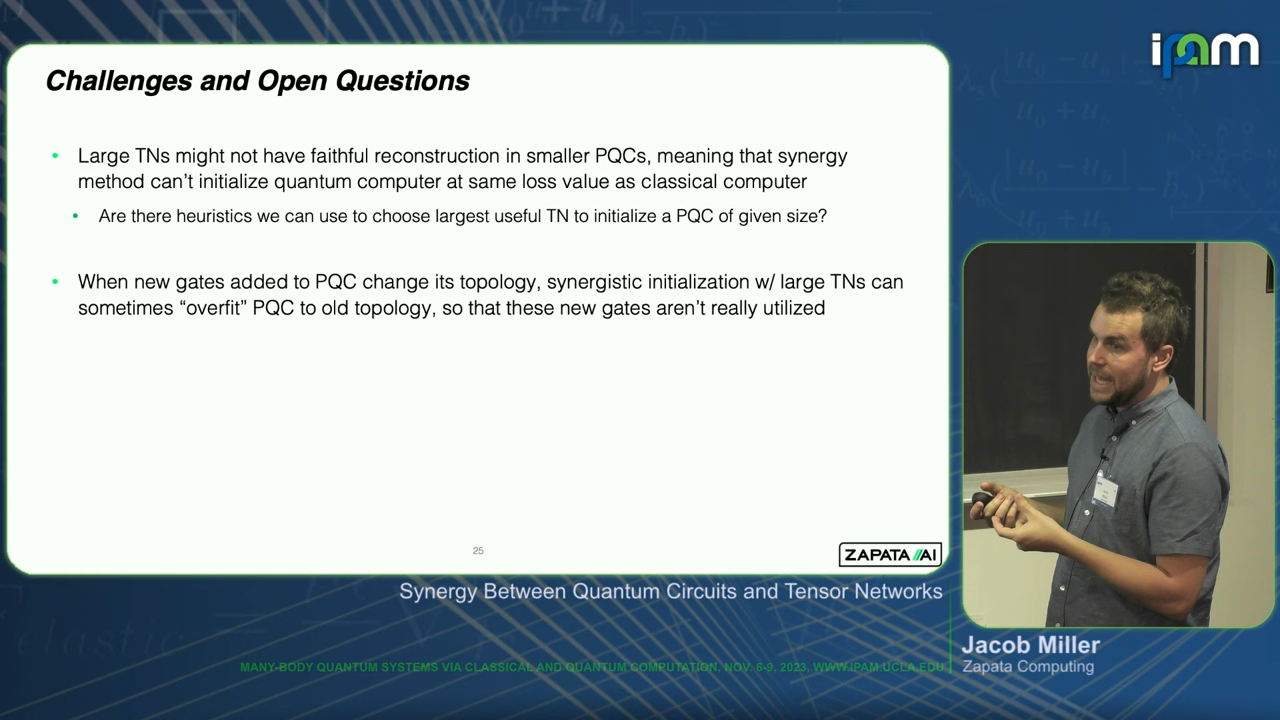 ipam
Challenges and Open Questions
• Large TNs might not have faithful reconstruction in smaller PQCs, meaning that synergy
method can’t initialize quantum computer at same loss value as classical computer
• Are there heuristics we can use to choose largest useful TN to initialize a PQC of given size?
• When new gates added to PQC change its topology, synergistic initialization w/ large TNs can
sometimes “overfit” PQC to old topology, so that these new gates aren’t really utilized
25
ZAPATA //AI
Synergy Between Quantum Circuits and Tensor Networks
Jacob Miller
Zapata Computing
MANY-BODY QUANTUM SYSTEMS VIA CLASSICAL AND QUANTUM COMPUTATION, NOV. 6-9, 2023, WWW.IPAM.UCLA.EDU
elastic